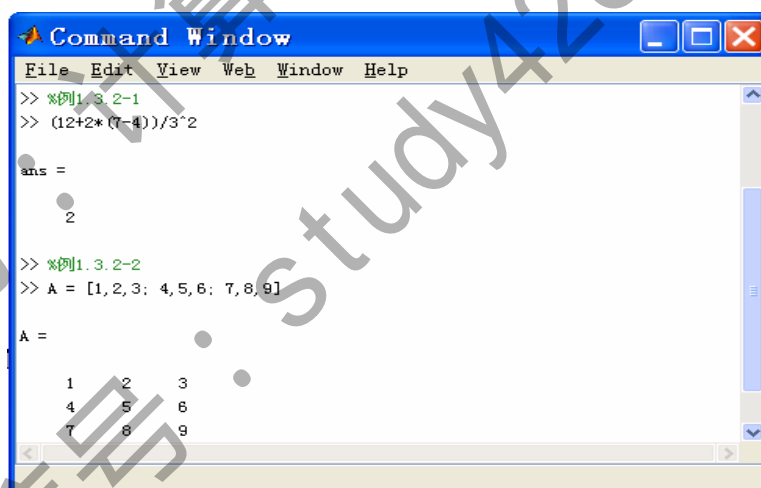 Command Window
File Edit View Web Window Help
>> %例1.3.2-1
>> (12+2*(7-4))/3^2
ans =
2
>> %例1.3.2-2
>> A = [1,2,3; 4,5,6; 7,8,9]
A =
1 2 3
4 5 6
7 8 9